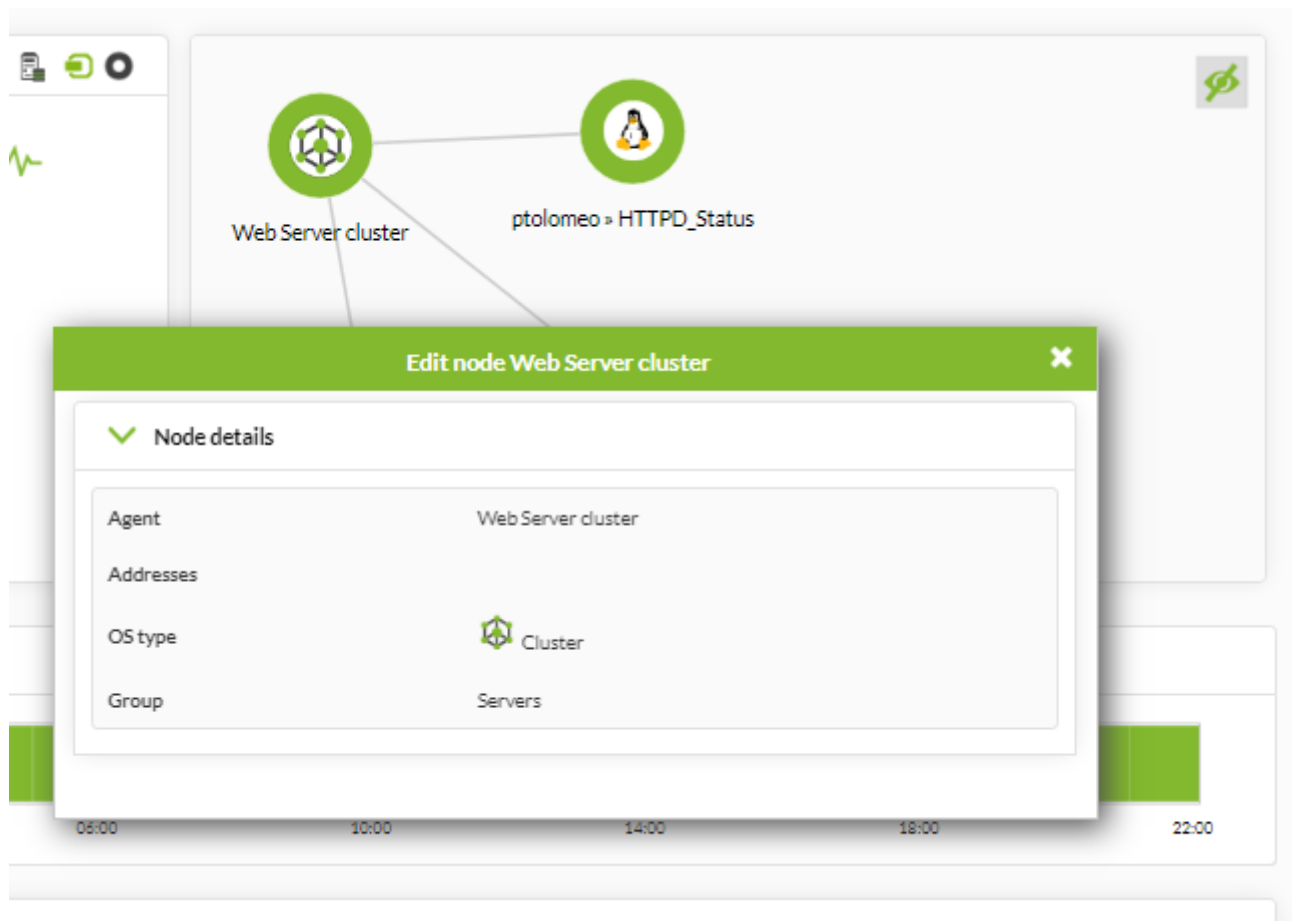 Web Server cluster
ptolomeo » HTTPD_Status
Edit node Web Server cluster
Node details
Agent Web Server cluster
Addresses
OS type Cluster
Group Servers
06:00 10:00 14:00 18:00 22:00